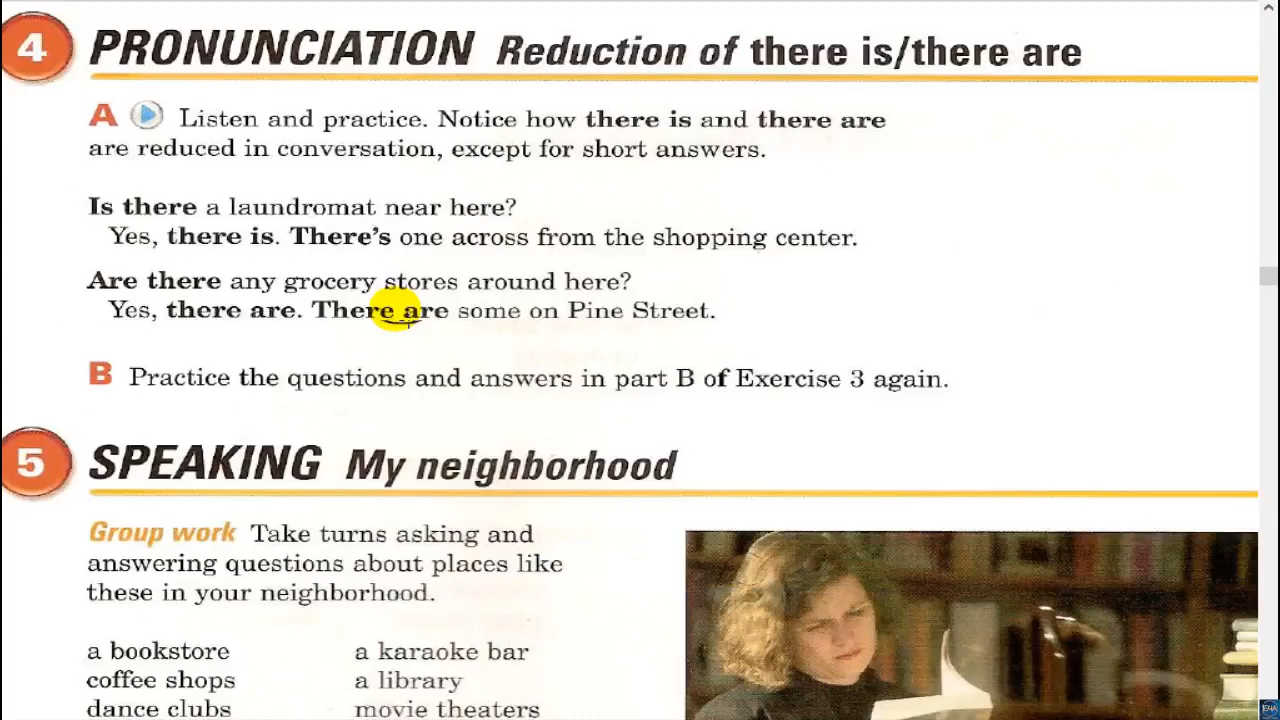 4 PRONUNCIATION Reduction of there is/there are
A Listen and practice. Notice how there is and there are
are reduced in conversation, except for short answers.
Is there a laundromat near here?
Yes, there is. There's one across from the shopping center.
Are there any grocery stores around here?
Yes, there are. There are some on Pine Street.
B Practice the questions and answers in part B of Exercise 3 again.
5 SPEAKING My neighborhood
Group work Take turns asking and
answering questions about places like
these in your neighborhood.
a bookstore a karaoke bar
coffee shops a library
dance clubs movie theaters